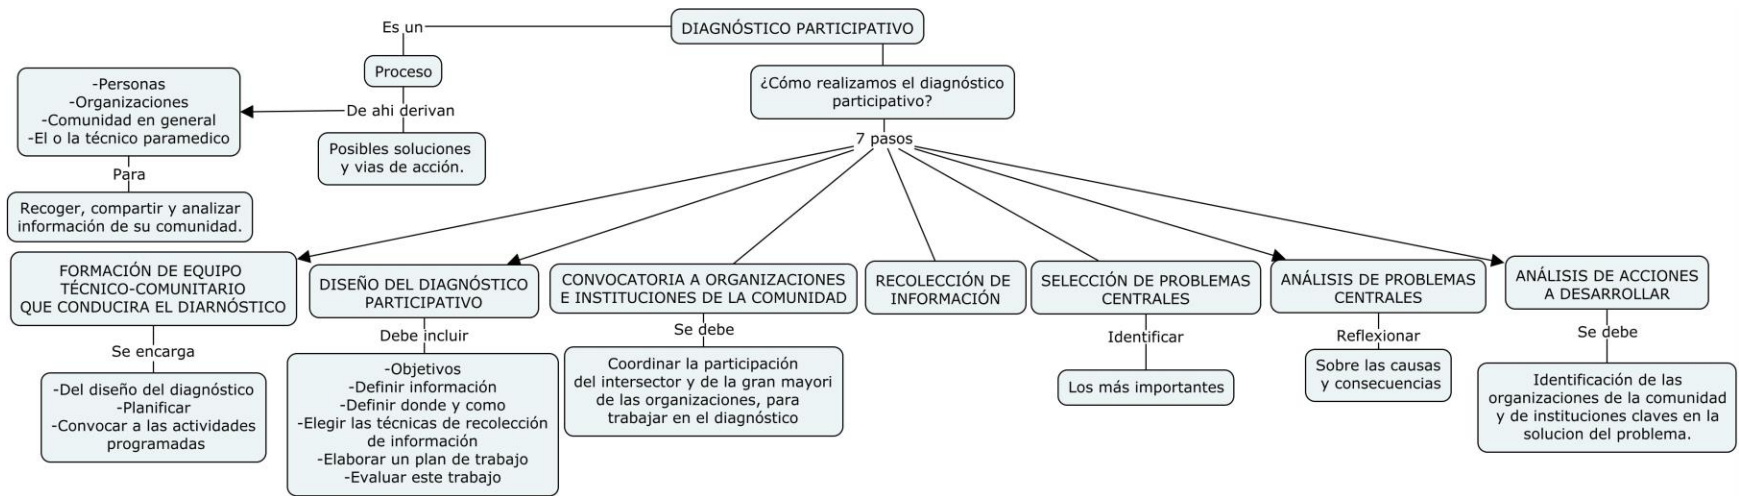 DIAGNÓSTICO PARTICIPATIVO
Es un
Proceso
De ahi derivan
-Personas
-Organizaciones
-Comunidad en general
-El o la técnico paramedico
Para
Recoger, compartir y analizar
información de su comunidad.
Posibles soluciones
y vias de acción.
¿Cómo realizamos el diagnóstico
participativo?
7 pasos
FORMACIÓN DE EQUIPO
TÉCNICO-COMUNITARIO
QUE CONDUCIRA EL DIARNÓSTICO
Se encarga
-Del diseño del diagnóstico
-Planificar
-Convocar a las actividades
programadas
DISEÑO DEL DIAGNÓSTICO
PARTICIPATIVO
Debe incluir
-Objetivos
-Definir información
-Definir donde y como
-Elegir las técnicas de recolección
de información
-Elaborar un plan de trabajo
-Evaluar este trabajo
CONVOCATORIA A ORGANIZACIONES
E INSTITUCIONES DE LA COMUNIDAD
Se debe
Coordinar la participación
del intersector y de la gran mayori
de las organizaciones, para
trabajar en el diagnóstico
RECOLECCIÓN DE
INFORMACIÓN
SELECCIÓN DE PROBLEMAS
CENTRALES
Identificar
Los más importantes
ANÁLISIS DE PROBLEMAS
CENTRALES
Reflexionar
Sobre las causas
y consecuencias
ANÁLISIS DE ACCIONES
A DESARROLLAR
Se debe
Identificación de las
organizaciones de la comunidad
y de instituciones claves en la
solucion del problema.